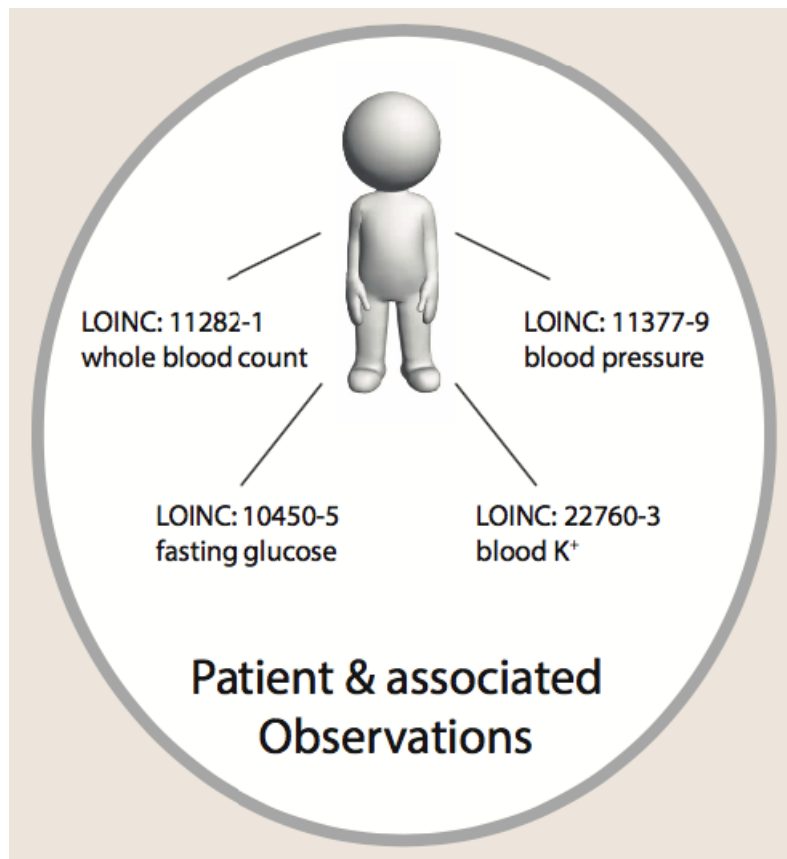 LOINC: 11282-1
whole blood count
LOINC: 11377-9
blood pressure
LOINC: 10450-5
fasting glucose
LOINC: 22760-3
blood K⁺
Patient & associated
Observations